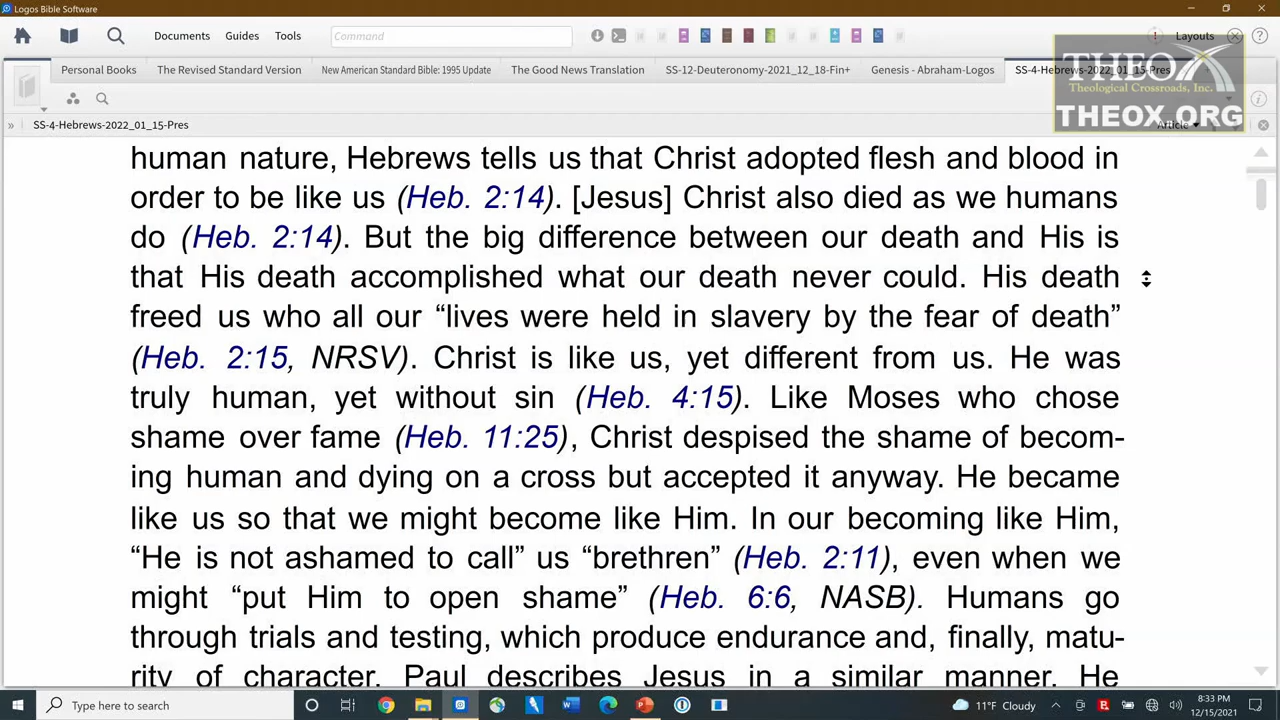 Logos Bible Software
Documents Guides Tools Command Layouts
Personal Books The Revised Standard Version New Ame date The Good News Translation SS-12-Deuteronomy-2021_12_18-Fin+ Genesis - Abraham-Logos SS-4-Hebrews-2022_01_15-Pres
THEOX
Theological Crossroads, Inc.
THEOX.ORG
SS-4-Hebrews-2022_01_15-Pres Article
human nature, Hebrews tells us that Christ adopted flesh and blood in
order to be like us (Heb. 2:14). [Jesus] Christ also died as we humans
do (Heb. 2:14). But the big difference between our death and His is
that His death accomplished what our death never could. His death
freed us who all our “lives were held in slavery by the fear of death”
(Heb. 2:15, NRSV). Christ is like us, yet different from us. He was
truly human, yet without sin (Heb. 4:15). Like Moses who chose
shame over fame (Heb. 11:25), Christ despised the shame of becom-
ing human and dying on a cross but accepted it anyway. He became
like us so that we might become like Him. In our becoming like Him,
“He is not ashamed to call” us “brethren” (Heb. 2:11), even when we
might “put Him to open shame” (Heb. 6:6, NASB). Humans go
through trials and testing, which produce endurance and, finally, matu-
rity of character. Paul describes Jesus in a similar manner. He
Type here to search
11°F Cloudy
8:33 PM
12/15/2021